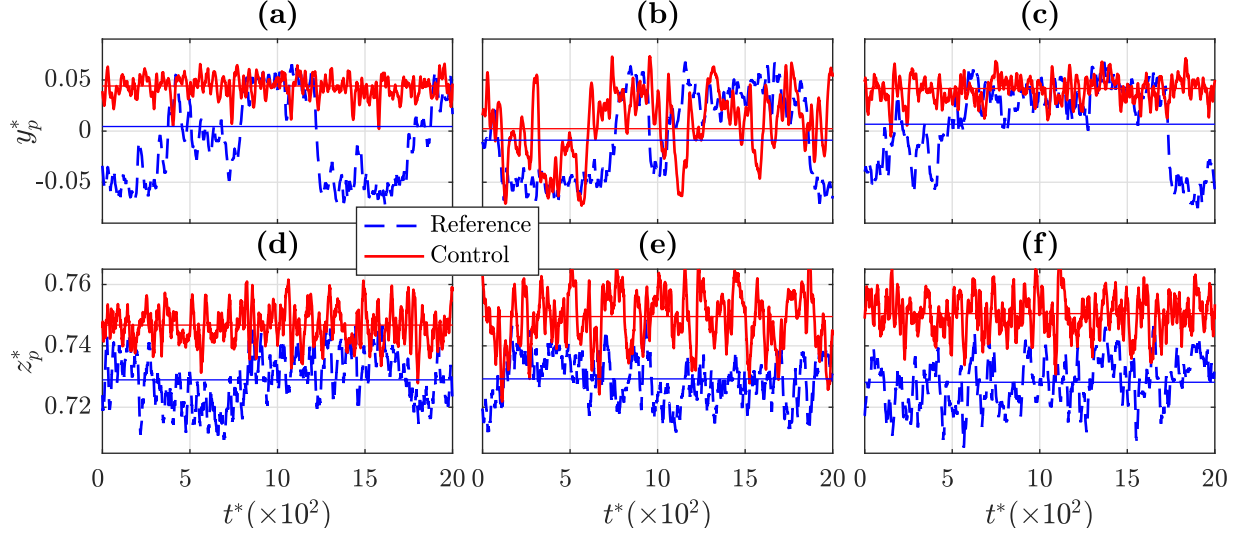 (a) (b) (c)
0.05
0
-0.05
y*p
Reference
Control
(d) (e) (f)
0.76
0.74
0.72
z*p
0 5 10 15 20 0 5 10 15 20 0 5 10 15 20
t*(×10²) t*(×10²) t*(×10²)